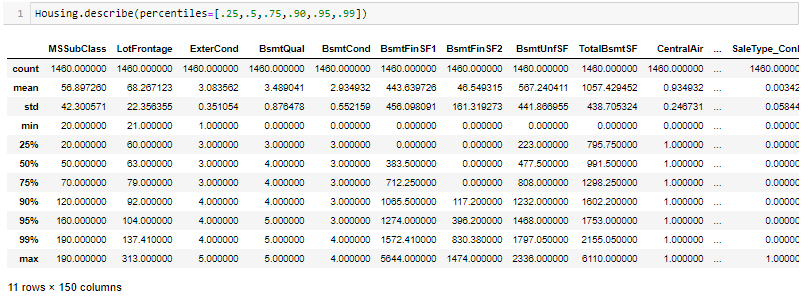 1 Housing.describe(percentiles=[.25,.5,.75,.90,.95,.99])
MSSubClass LotFrontage ExterCond BsmtQual BsmtCond BsmtFinSF1 BsmtFinSF2 BsmtUnfSF TotalBsmtSF CentralAir ... SaleType_Conl
count 1460.000000 1460.000000 1460.000000 1460.000000 1460.000000 1460.000000 1460.000000 1460.000000 1460.000000 1460.000000 ... 1460.00000
mean 56.897260 68.267123 3.083562 3.489041 2.934932 443.639726 46.549315 567.240411 1057.429452 0.934932 ... 0.00342
std 42.300571 22.356355 0.351054 0.876478 0.552159 456.098091 161.319273 441.866955 438.705324 0.246731 ... 0.05844
min 20.000000 21.000000 1.000000 0.000000 0.000000 0.000000 0.000000 0.000000 0.000000 0.000000 ... 0.00000
25% 20.000000 60.000000 3.000000 3.000000 3.000000 0.000000 0.000000 223.000000 795.750000 1.000000 ... 0.00000
50% 50.000000 63.000000 3.000000 4.000000 3.000000 383.500000 0.000000 477.500000 991.500000 1.000000 ... 0.00000
75% 70.000000 79.000000 3.000000 4.000000 3.000000 712.250000 0.000000 808.000000 1298.250000 1.000000 ... 0.00000
90% 120.000000 92.000000 4.000000 4.000000 3.000000 1065.500000 117.200000 1232.000000 1602.200000 1.000000 ... 0.00000
95% 160.000000 104.000000 4.000000 5.000000 3.000000 1274.000000 396.200000 1468.000000 1753.000000 1.000000 ... 0.00000
99% 190.000000 137.410000 4.000000 5.000000 4.000000 1572.410000 830.380000 1797.050000 2155.050000 1.000000 ... 0.00000
max 190.000000 313.000000 5.000000 5.000000 4.000000 5644.000000 1474.000000 2336.000000 6110.000000 1.000000 ... 1.00000
11 rows × 150 columns